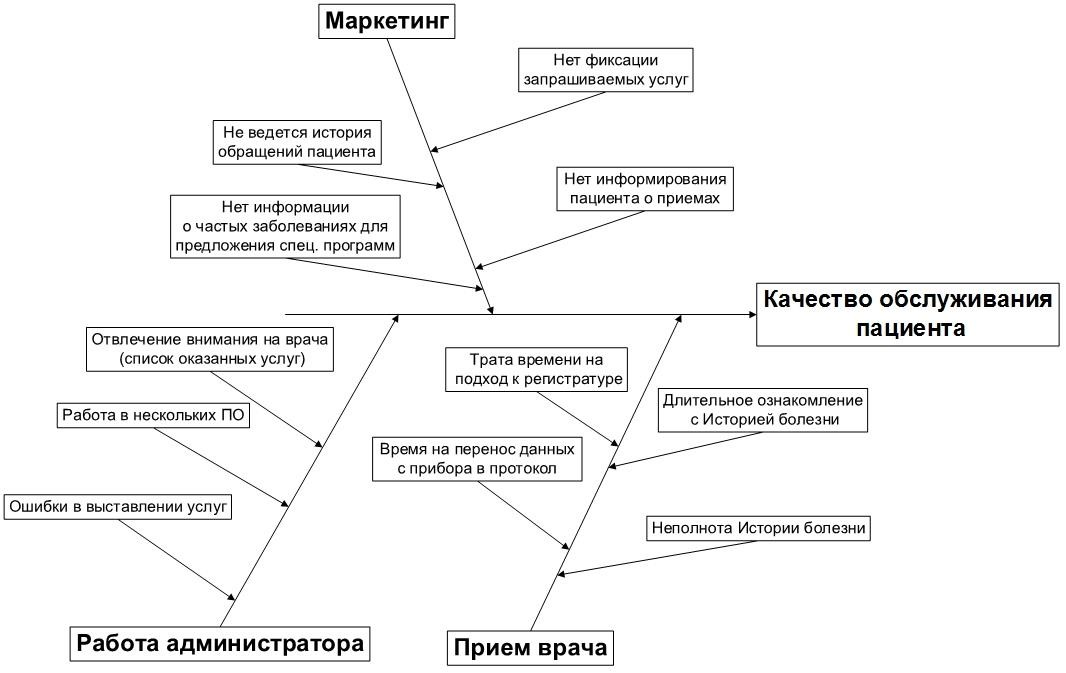 Маркетинг
Нет фиксации
запрашиваемых услуг
Не ведется история
обращений пациента
Нет информирования
пациента о приемах
Нет информации
о частых заболеваниях для
предложения спец. программ
Качество обслуживания
пациента
Отвлечение внимания на врача
(список оказанных услуг)
Трата времени на
подход к регистратуре
Длительное ознакомление
с Историей болезни
Работа в нескольких ПО
Время на перенос данных
с прибора в протокол
Ошибки в выставлении услуг
Неполнота Истории болезни
Работа администратора
Прием врача